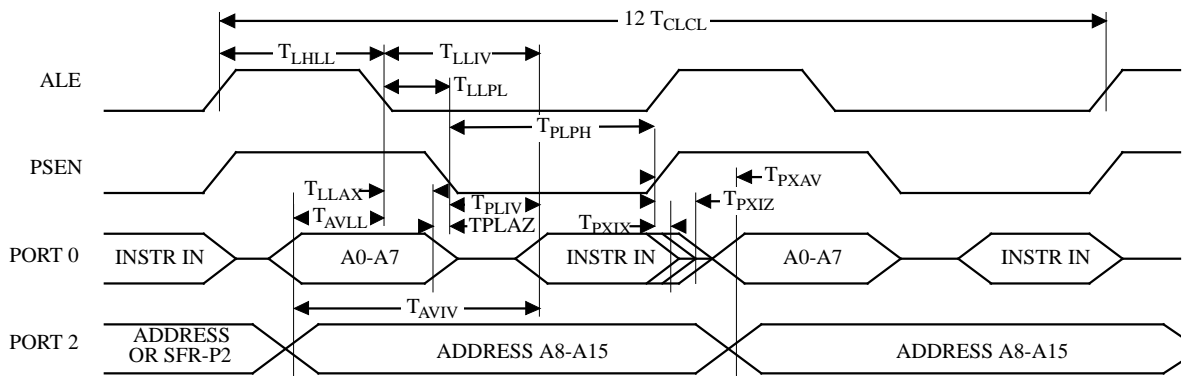 12 TCLCL
TLHLL TLLIV
ALE TLLPL
TPLPH
PSEN TPXAV
TLLAX TPLIV TPXIZ
TAVLL TPLAZ TPXIX
PORT 0 INSTR IN A0-A7 INSTR IN A0-A7 INSTR IN
TAVIV
PORT 2 ADDRESS OR SFR-P2 ADDRESS A8-A15 ADDRESS A8-A15